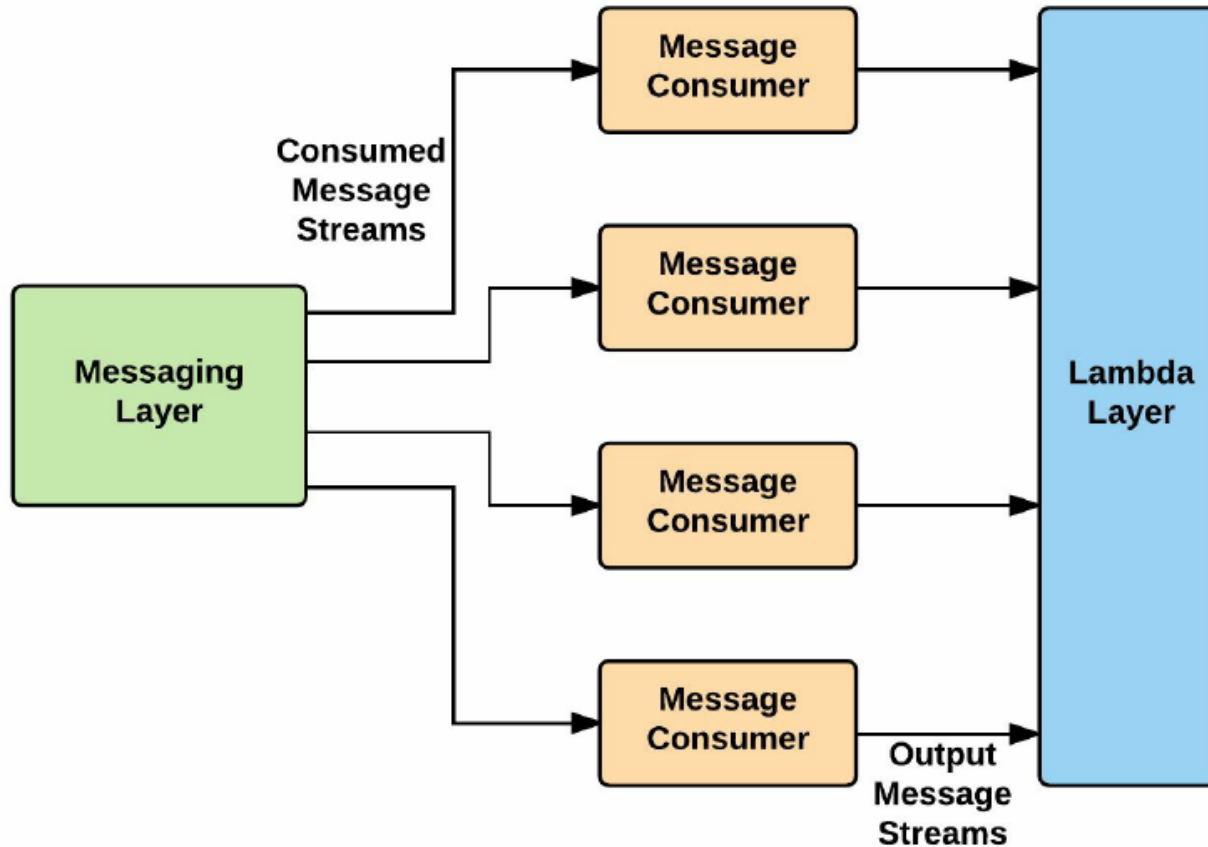 Message
Consumer
Consumed
Message
Streams
Message
Consumer
Messaging
Layer
Lambda
Layer
Message
Consumer
Message
Consumer
Output
Message
Streams